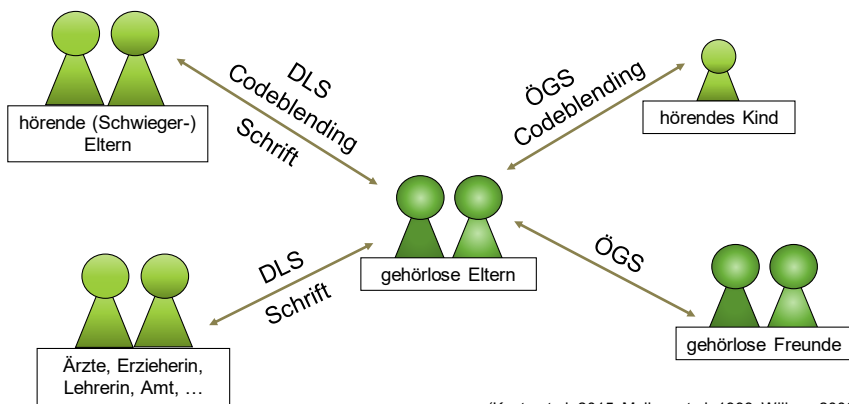 DLS
Codeblending
Schrift
ÖGS
Codeblending
hörende (Schwieger-)
Eltern
hörendes Kind
gehörlose Eltern
DLS
Schrift
ÖGS
Ärzte, Erzieherin,
Lehrerin, Amt, …
gehörlose Freunde